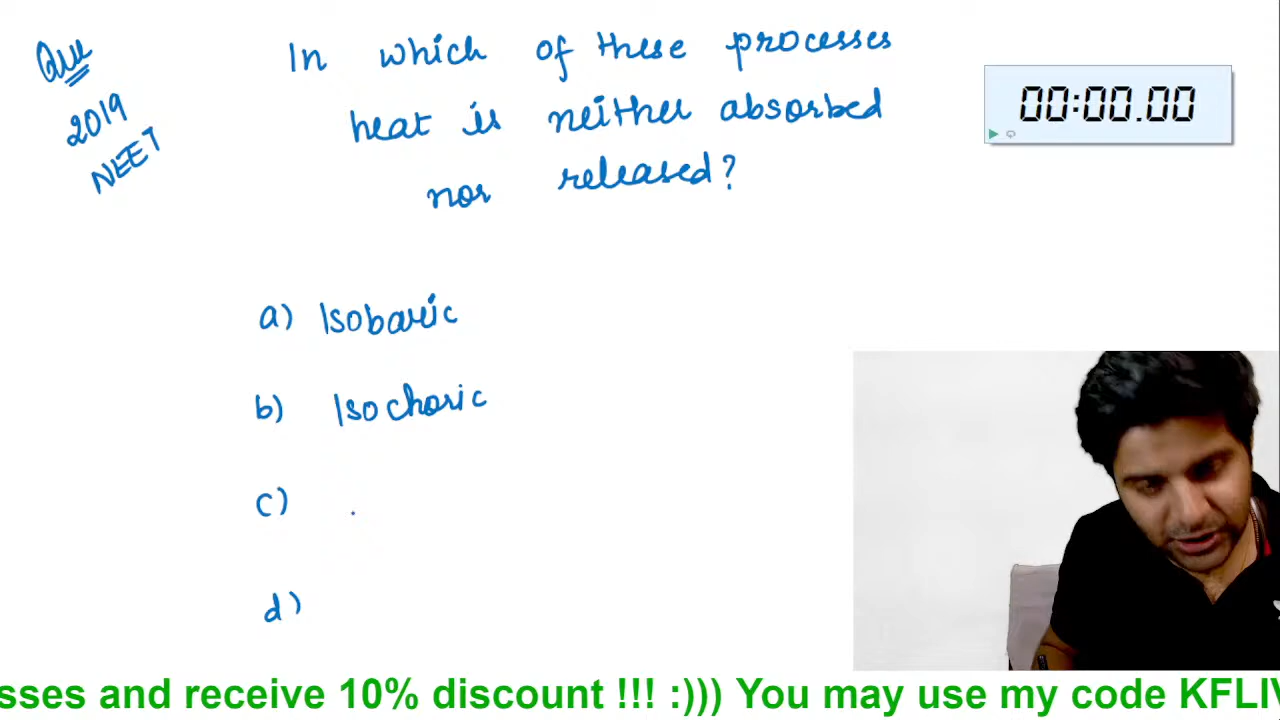 Que
2019
NEET
In which of these processes
heat is neither absorbed
nor released?
00:00.00
a) Isobaric
b) Isochoric
c)
d)
sses and receive 10% discount !!! :))) You may use my code KFLIV